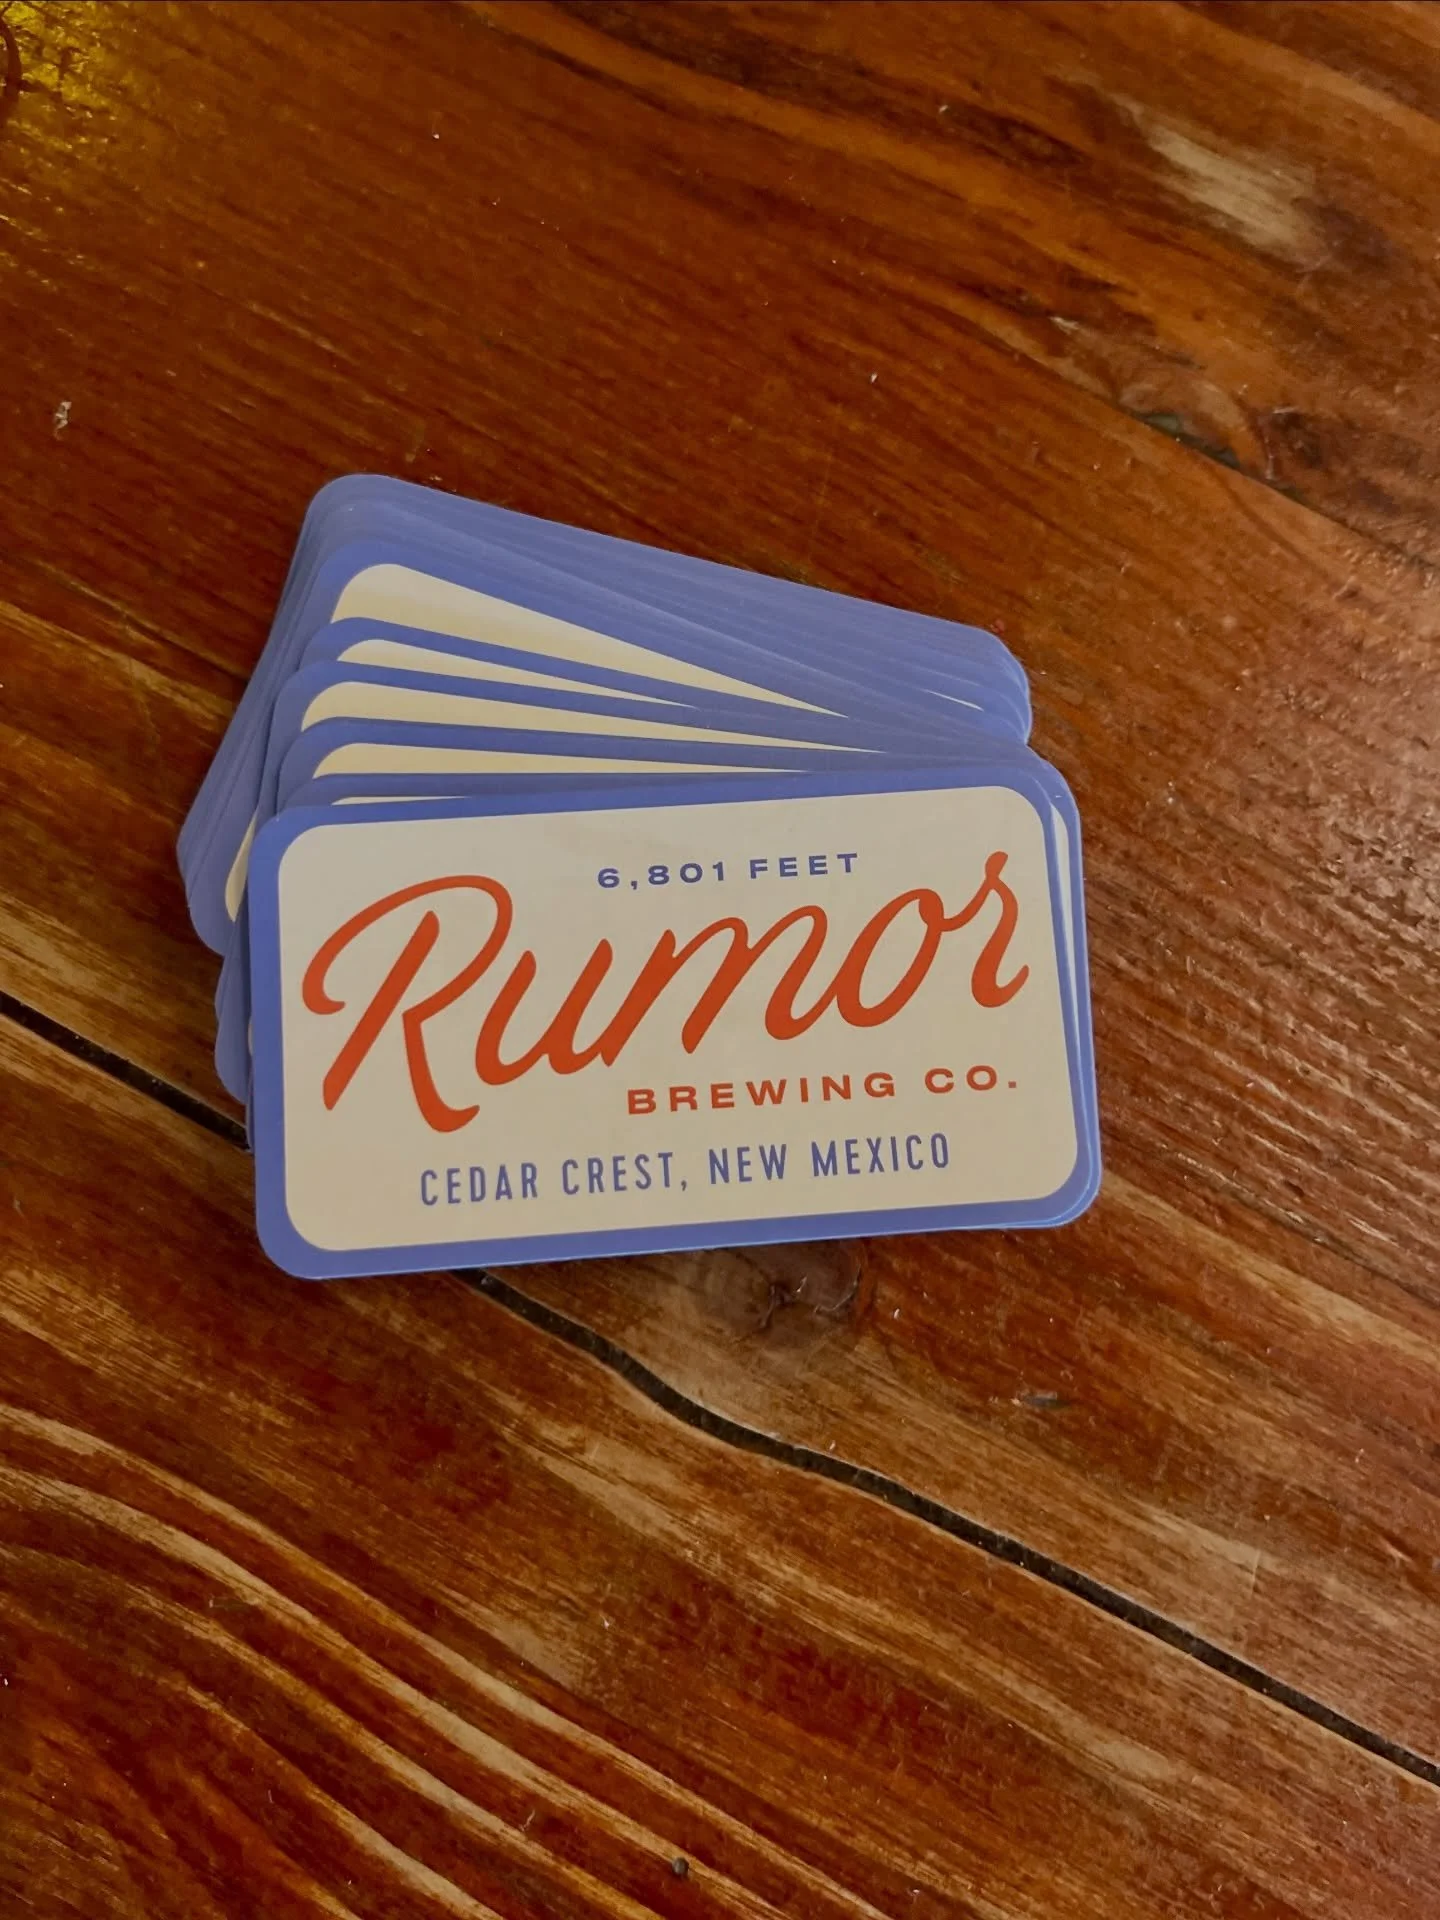 6,801 FEET
Rumor
BREWING CO.
CEDAR CREST, NEW MEXICO